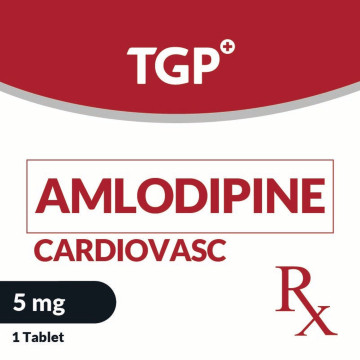 TGP
AMLODIPINE
CARDIOVASC
5 mg
1 Tablet
Rx